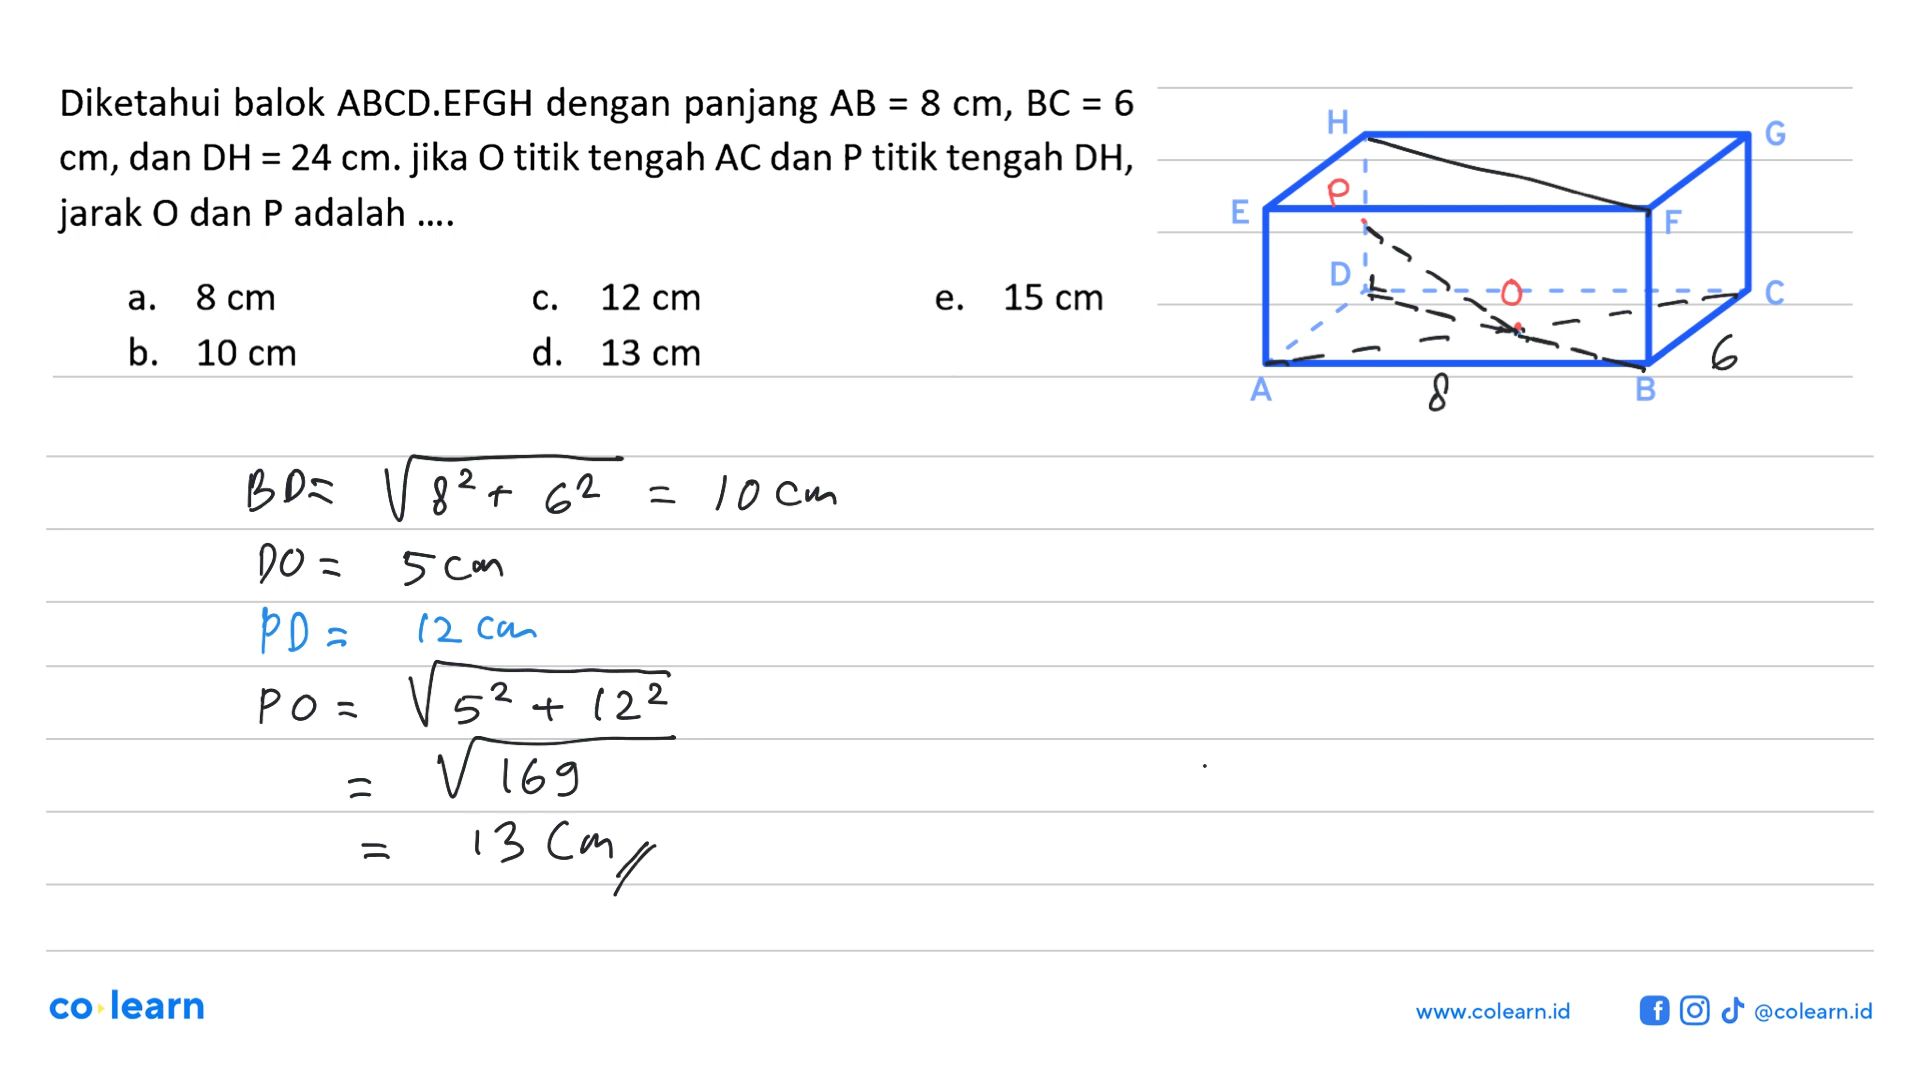 Diketahui balok ABCD.EFGH dengan panjang AB = 8 cm, BC = 6
cm, dan DH = 24 cm. jika O titik tengah AC dan P titik tengah DH,
jarak O dan P adalah ....
a. 8 cm c. 12 cm e. 15 cm
b. 10 cm d. 13 cm
H G
P
E F
D O C
6
A 8 B
BD = √8² + 6² = 10 cm
DO = 5 cm
PD = 12 cm
PO = √5² + 12²
= √169
= 13 cm //
co learn
www.colearn.id @colearn.id